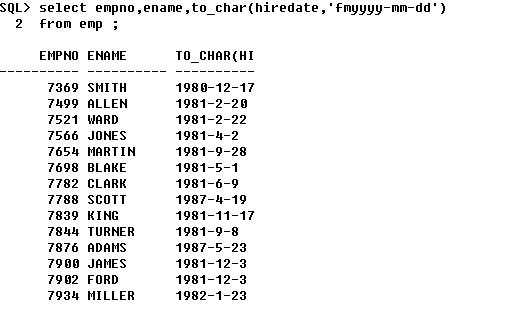 SQL> select empno,ename,to_char(hiredate,'fmyyyy-mm-dd')
  2  from emp ;
     EMPNO ENAME      TO_CHAR(HI
---------- ---------- ----------
      7369 SMITH      1980-12-17
      7499 ALLEN      1981-2-20
      7521 WARD       1981-2-22
      7566 JONES      1981-4-2
      7654 MARTIN     1981-9-28
      7698 BLAKE      1981-5-1
      7782 CLARK      1981-6-9
      7788 SCOTT      1987-4-19
      7839 KING       1981-11-17
      7844 TURNER     1981-9-8
      7876 ADAMS      1987-5-23
      7900 JAMES      1981-12-3
      7902 FORD       1981-12-3
      7934 MILLER     1982-1-23